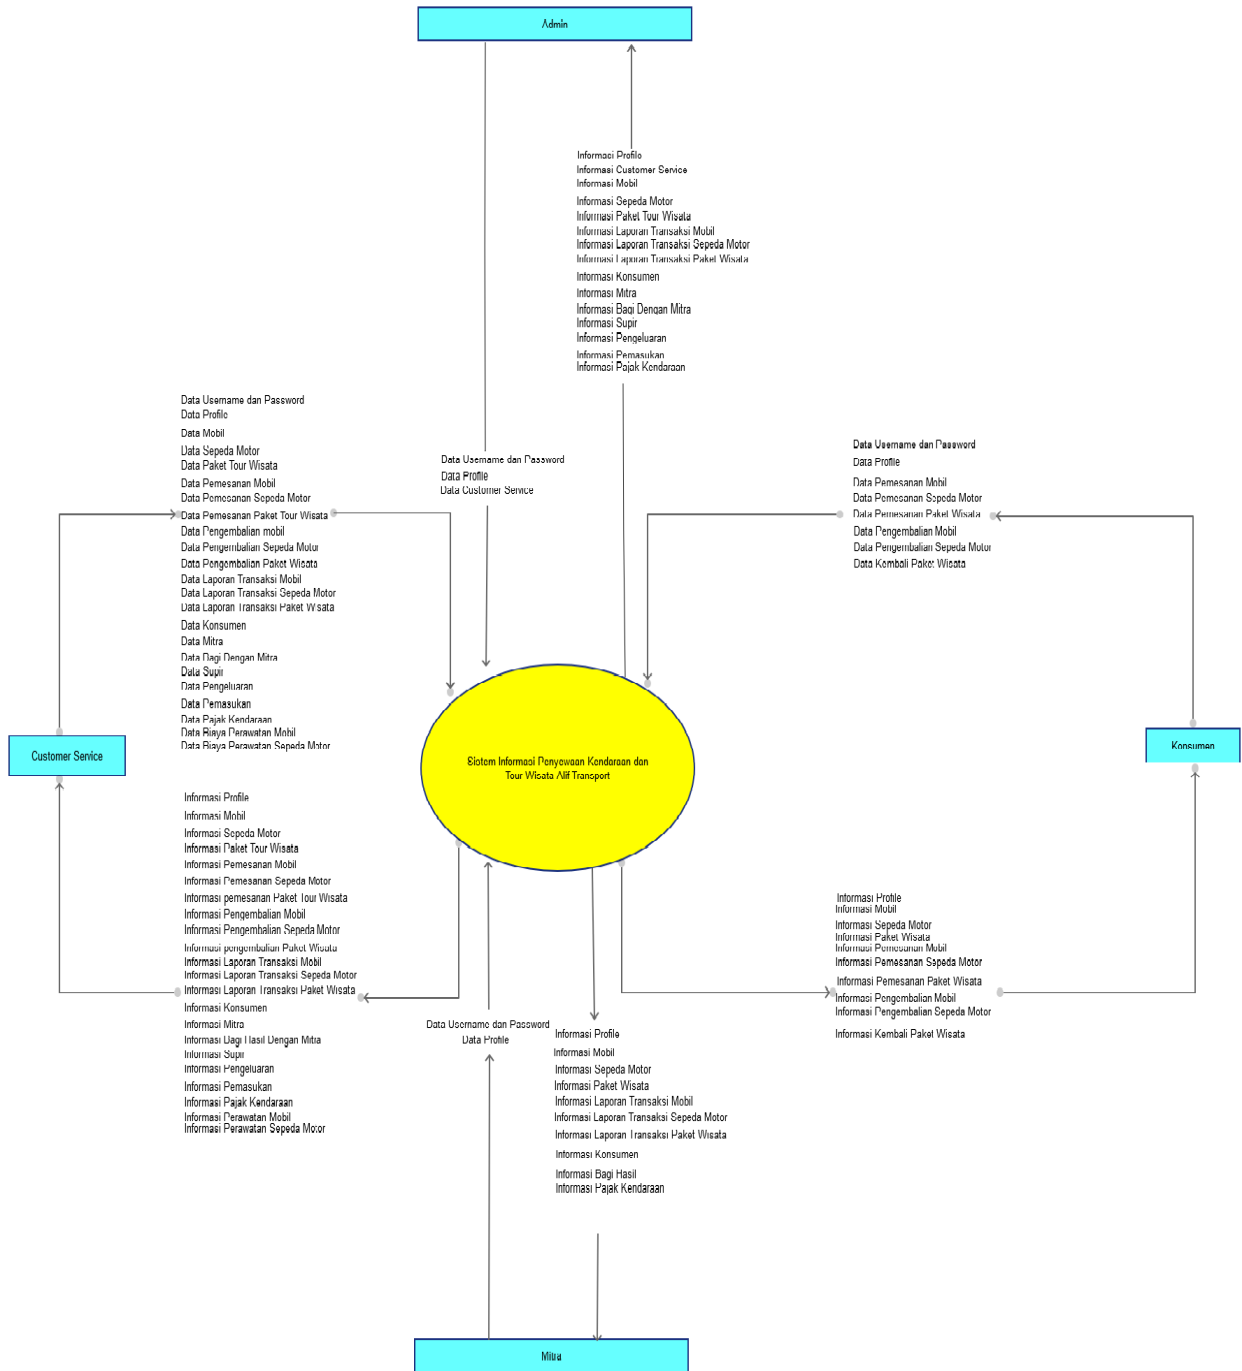 Admin
Informasi Profile
Informasi Customer Service
Informasi Mobil
Informasi Sepeda Motor
Informasi Paket Tour Wisata
Informasi Laporan Transaksi Mobil
Informasi Laporan Transaksi Sepeda Motor
Informasi Laporan Transaksi Paket Wisata
Informasi Konsumen
Informasi Mitra
Informasi Bagi Dengan Mitra
Informasi Supir
Informasi Pengeluaran
Informasi Pemasukan
Informasi Pajak Kendaraan
Data Username dan Password
Data Profile
Data Mobil
Data Sepeda Motor
Data Paket Tour Wisata
Data Pemesanan Mobil
Data Pemesanan Sepeda Motor
Data Pemesanan Paket Tour Wisata
Data Pengembalian mobil
Data Pengembalian Sepeda Motor
Data Pengembalian Paket Wisata
Data Laporan Transaksi Mobil
Data Laporan Transaksi Sepeda Motor
Data Laporan Transaksi Paket Wisata
Data Konsumen
Data Mitra
Data Bagi Dengan Mitra
Data Supir
Data Pengeluaran
Data Pemasukan
Data Pajak Kendaraan
Data Biaya Perawatan Mobil
Data Biaya Perawatan Sepeda Motor
Data Username dan Password
Data Profile
Data Customer Service
Data Username dan Password
Data Profile
Data Pemesanan Mobil
Data Pemesanan Sepeda Motor
Data Pemesanan Paket Wisata
Data Pengembalian Mobil
Data Pengembalian Sepeda Motor
Data Kembali Paket Wisata
Customer Service
Sistem Informasi Penyewaan Kendaraan dan
Tour Wisata Alif Transport
Konsumen
Informasi Profile
Informasi Mobil
Informasi Sepeda Motor
Informasi Paket Tour Wisata
Informasi Pemesanan Mobil
Informasi Pemesanan Sepeda Motor
Informasi pemesanan Paket Tour Wisata
Informasi Pengembalian Mobil
Informasi Pengembalian Sepeda Motor
Informasi pengembalian Paket Wisata
Informasi Laporan Transaksi Mobil
Informasi Laporan Transaksi Sepeda Motor
Informasi Laporan Transaksi Paket Wisata
Informasi Konsumen
Informasi Mitra
Informasi Bagi Hasil Dengan Mitra
Informasi Supir
Informasi Pengeluaran
Informasi Pemasukan
Informasi Pajak Kendaraan
Informasi Perawatan Mobil
Informasi Perawatan Sepeda Motor
Data Username dan Password
Data Profile
Informasi Profile
Informasi Mobil
Informasi Sepeda Motor
Informasi Paket Wisata
Informasi Laporan Transaksi Mobil
Informasi Laporan Transaksi Sepeda Motor
Informasi Laporan Transaksi Paket Wisata
Informasi Konsumen
Informasi Bagi Hasil
Informasi Pajak Kendaraan
Informasi Profile
Informasi Mobil
Informasi Sepeda Motor
Informasi Paket Wisata
Informasi Pemesanan Mobil
Informasi Pemesanan Sepeda Motor
Informasi Pemesanan Paket Wisata
Informasi Pengembalian Mobil
Informasi Pengembalian Sepeda Motor
Informasi Kembali Paket Wisata
Mitra